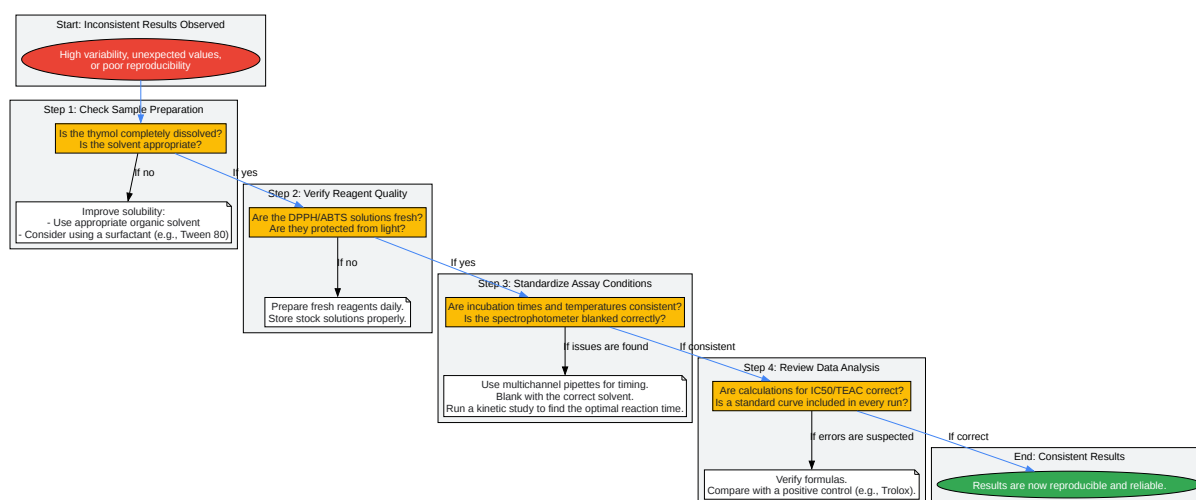 Start: Inconsistent Results Observed
High variability, unexpected values,
or poor reproducibility
Step 1: Check Sample Preparation
Is the thymol completely dissolved?
Is the solvent appropriate?
If no
If yes
Improve solubility:
- Use appropriate organic solvent
- Consider using a surfactant (e.g., Tween 80)
Step 2: Verify Reagent Quality
Are the DPPH/ABTS solutions fresh?
Are they protected from light?
If no
If yes
Prepare fresh reagents daily.
Store stock solutions properly.
Step 3: Standardize Assay Conditions
Are incubation times and temperatures consistent?
Is the spectrophotometer blanked correctly?
If issues are found
If consistent
Use multichannel pipettes for timing.
Blank with the correct solvent.
Run a kinetic study to find the optimal reaction time.
Step 4: Review Data Analysis
Are calculations for IC50/TEAC correct?
Is a standard curve included in every run?
If errors are suspected
If correct
Verify formulas.
Compare with a positive control (e.g., Trolox).
End: Consistent Results
Results are now reproducible and reliable.